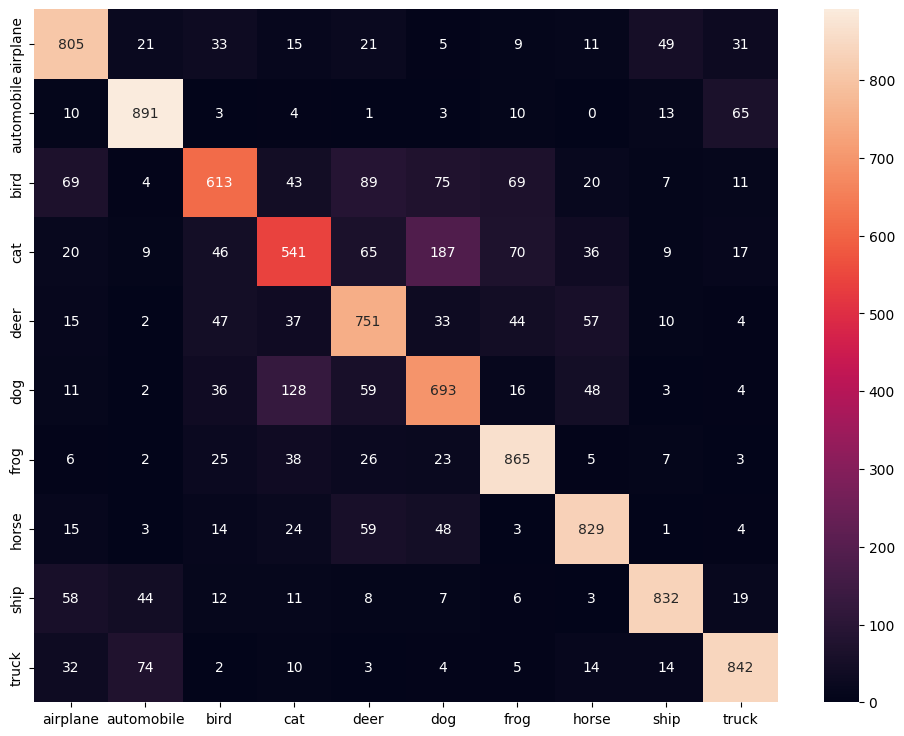 airplane 805 21 33 15 21 5 9 11 49 31
automobile 10 891 3 4 1 3 10 0 13 65
bird 69 4 613 43 89 75 69 20 7 11
cat 20 9 46 541 65 187 70 36 9 17
deer 15 2 47 37 751 33 44 57 10 4
dog 11 2 36 128 59 693 16 48 3 4
frog 6 2 25 38 26 23 865 5 7 3
horse 15 3 14 24 59 48 3 829 1 4
ship 58 44 12 11 8 7 6 3 832 19
truck 32 74 2 10 3 4 5 14 14 842
airplane automobile bird cat deer dog frog horse ship truck
800
700
600
500
400
300
200
100
0